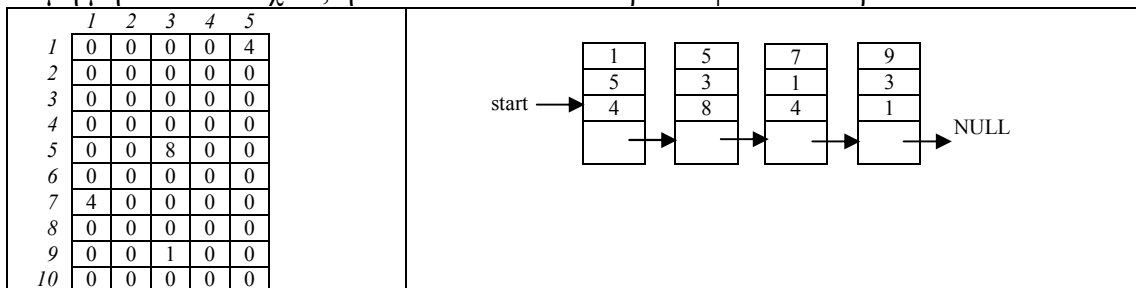 1 2 3 4 5
1 0 0 0 0 4
2 0 0 0 0 0
3 0 0 0 0 0
4 0 0 0 0 0
5 0 0 8 0 0
6 0 0 0 0 0
7 4 0 0 0 0
8 0 0 0 0 0
9 0 0 1 0 0
10 0 0 0 0 0
1 5 7 9
5 3 1 3
start 4 8 4 1
NULL